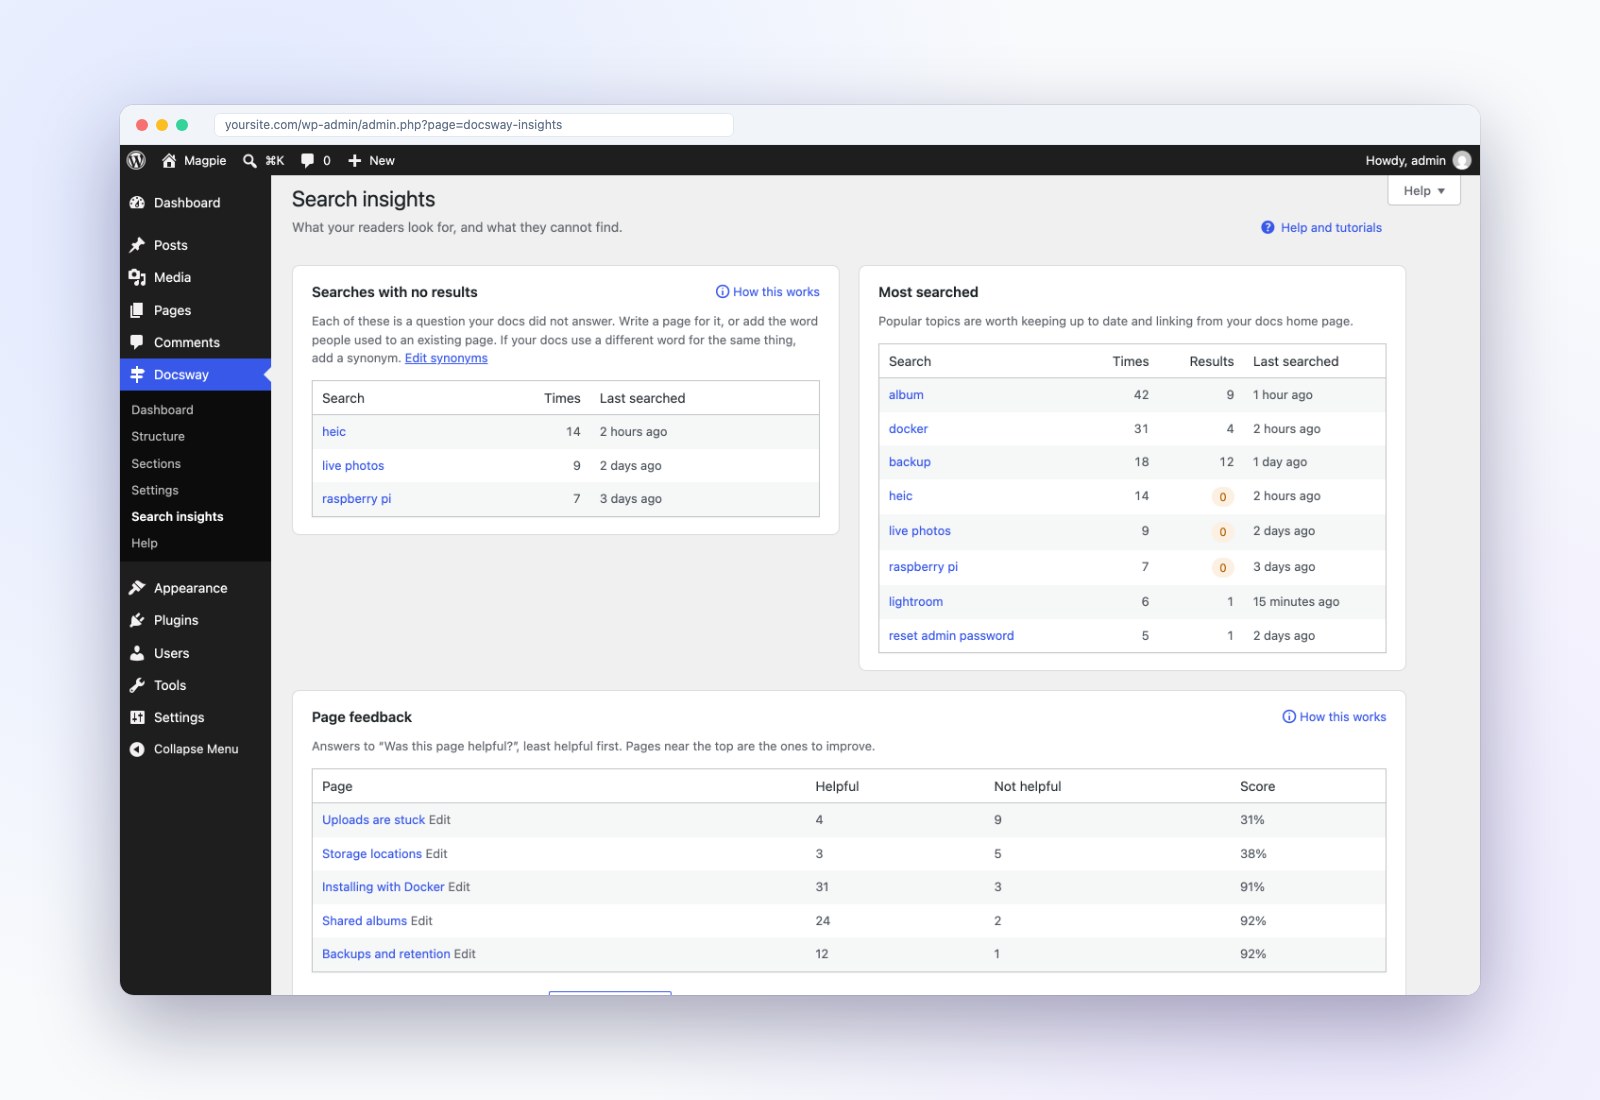 yoursite.com/wp-admin/admin.php?page=docsway-insights
Magpie ⌘K 0 New Howdy, admin
Dashboard
Posts
Media
Pages
Comments
Docsway
Dashboard
Structure
Sections
Settings
Search insights
Help
Appearance
Plugins
Users
Tools
Settings
Collapse Menu
Help ▼
Search insights
What your readers look for, and what they cannot find.
Help and tutorials
Searches with no results
How this works
Each of these is a question your docs did not answer. Write a page for it, or add the word
people used to an existing page. If your docs use a different word for the same thing,
add a synonym. Edit synonyms
Search Times Last searched
heic 14 2 hours ago
live photos 9 2 days ago
raspberry pi 7 3 days ago
Most searched
Popular topics are worth keeping up to date and linking from your docs home page.
Search Times Results Last searched
album 42 9 1 hour ago
docker 31 4 2 hours ago
backup 18 12 1 day ago
heic 14 0 2 hours ago
live photos 9 0 2 days ago
raspberry pi 7 0 3 days ago
lightroom 6 1 15 minutes ago
reset admin password 5 1 2 days ago
Page feedback
How this works
Answers to “Was this page helpful?”, least helpful first. Pages near the top are the ones to improve.
Page Helpful Not helpful Score
Uploads are stuck Edit 4 9 31%
Storage locations Edit 3 5 38%
Installing with Docker Edit 31 3 91%
Shared albums Edit 24 2 92%
Backups and retention Edit 12 1 92%